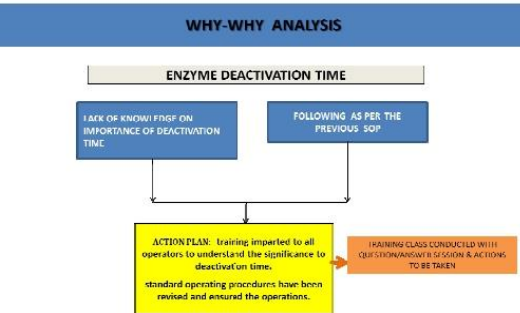 WHY-WHY ANALYSIS
ENZYME DEACTIVATION TIME
LACK OF KNOWLEDGE ON
IMPORTANCE OF DEACTIVATION
TIME
FOLLOWING AS PER THE
PREVIOUS SOP
ACTION PLAN: training imparted to all
operators to understand the significance to
deactivation time.
standard operating procedures have been
revised and ensured the operations.
TRAINING CLASS CONDUCTED WITH
QUESTION/ANSWER SESSION & ACTIONS
TO BE TAKEN